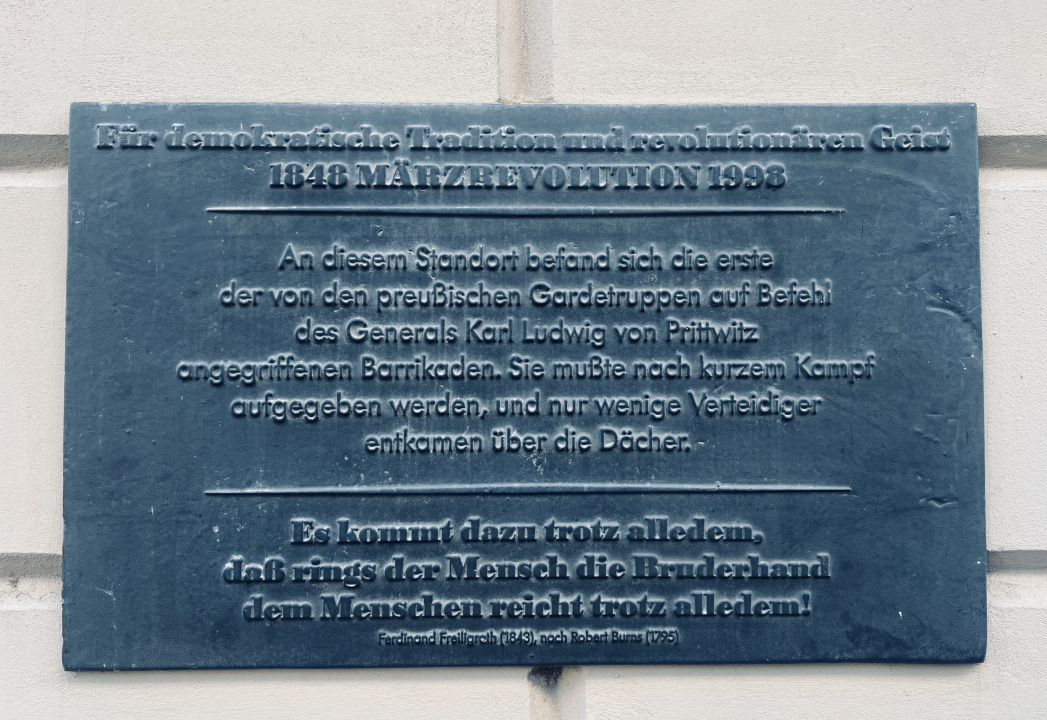 Für demokratische Tradition und revolutionären Geist
1848 MÄRZREVOLUTION 1998
An diesem Standort befand sich die erste
der von den preußischen Gardetruppen auf Befehl
des Generals Karl Ludwig von Prittwitz
angegriffenen Barrikaden. Sie mußte nach kurzem Kampf
aufgegeben werden, und nur wenige Verteidiger
entkamen über die Dächer.
Es kommt dazu trotz alledem,
daß rings der Mensch die Bruderhand
dem Menschen reicht trotz alledem!
Ferdinand Freiligrath (1843), nach Robert Burns (1795)